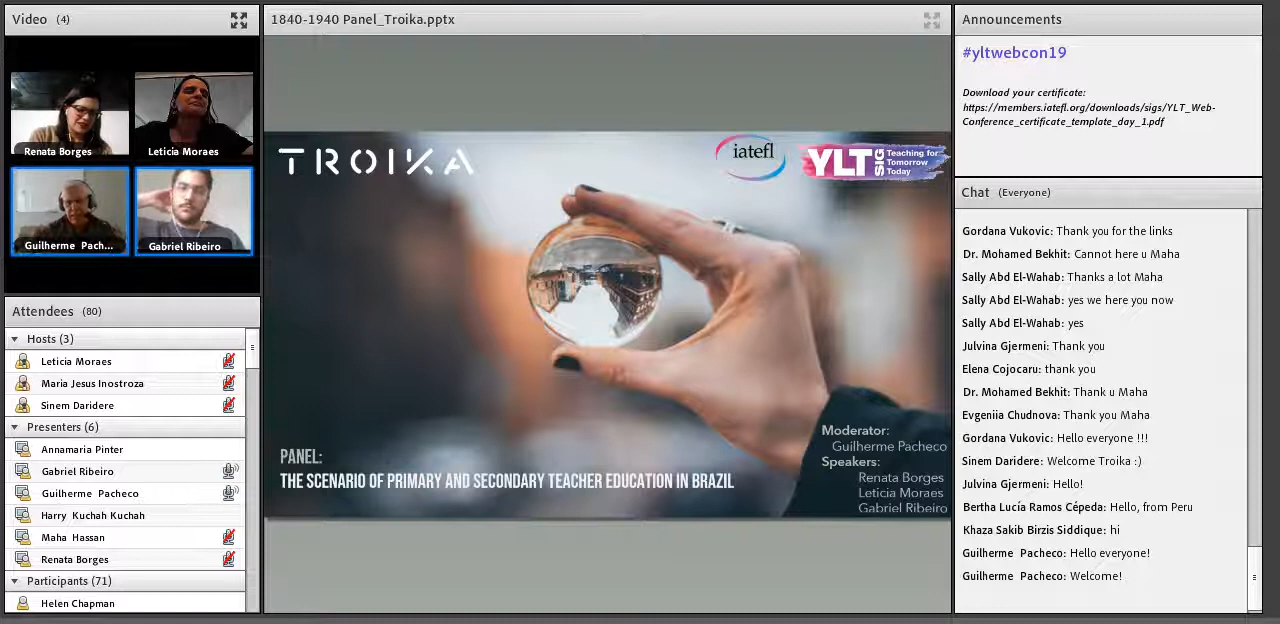 Video (4)
Renata Borges
Leticia Moraes
Guilherme Pach...
Gabriel Ribeiro
Attendees (80)
Hosts (3)
Leticia Moraes
Maria Jesus Inostroza
Sinem Daridere
Presenters (6)
Annamaria Pinter
Gabriel Ribeiro
Guilherme Pacheco
Harry Kuchah Kuchah
Maha Hassan
Renata Borges
Participants (71)
Helen Chapman
1840-1940 Panel_Troika.pptx
TROIKA
iatefl
YLT SIG
Teaching for
Tomorrow
Today
PANEL:
THE SCENARIO OF PRIMARY AND SECONDARY TEACHER EDUCATION IN BRAZIL
Moderator:
Guilherme Pacheco
Speakers:
Renata Borges
Leticia Moraes
Gabriel Ribeiro
Announcements
#yltwebcon19
Download your certificate:
https://members.iatefl.org/downloads/sigs/YLT_Web-
Conference_certificate_template_day_1.pdf
Chat (Everyone)
Gordana Vukovic: Thank you for the links
Dr. Mohamed Bekhit: Cannot here u Maha
Sally Abd El-Wahab: Thanks a lot Maha
Sally Abd El-Wahab: yes we here you now
Sally Abd El-Wahab: yes
Julvina Gjermeni: Thank you
Elena Cojocaru: thank you
Dr. Mohamed Bekhit: Thank u Maha
Evgeniia Chudnova: Thank you Maha
Gordana Vukovic: Hello everyone !!!
Sinem Daridere: Welcome Troika :)
Julvina Gjermeni: Hello!
Bertha Lucía Ramos Cépeda: Hello, from Peru
Khaza Sakib Birzis Siddique: hi
Guilherme Pacheco: Hello everyone!
Guilherme Pacheco: Welcome!